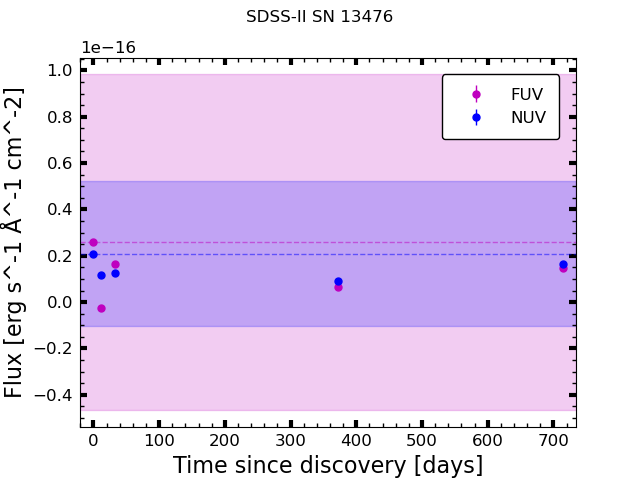 SDSS-II SN 13476
1e−16
1.0
0.8
0.6
0.4
0.2
0.0
−0.2
−0.4
Flux [erg s^-1 Å^-1 cm^-2]
FUV
NUV
0 100 200 300 400 500 600 700
Time since discovery [days]